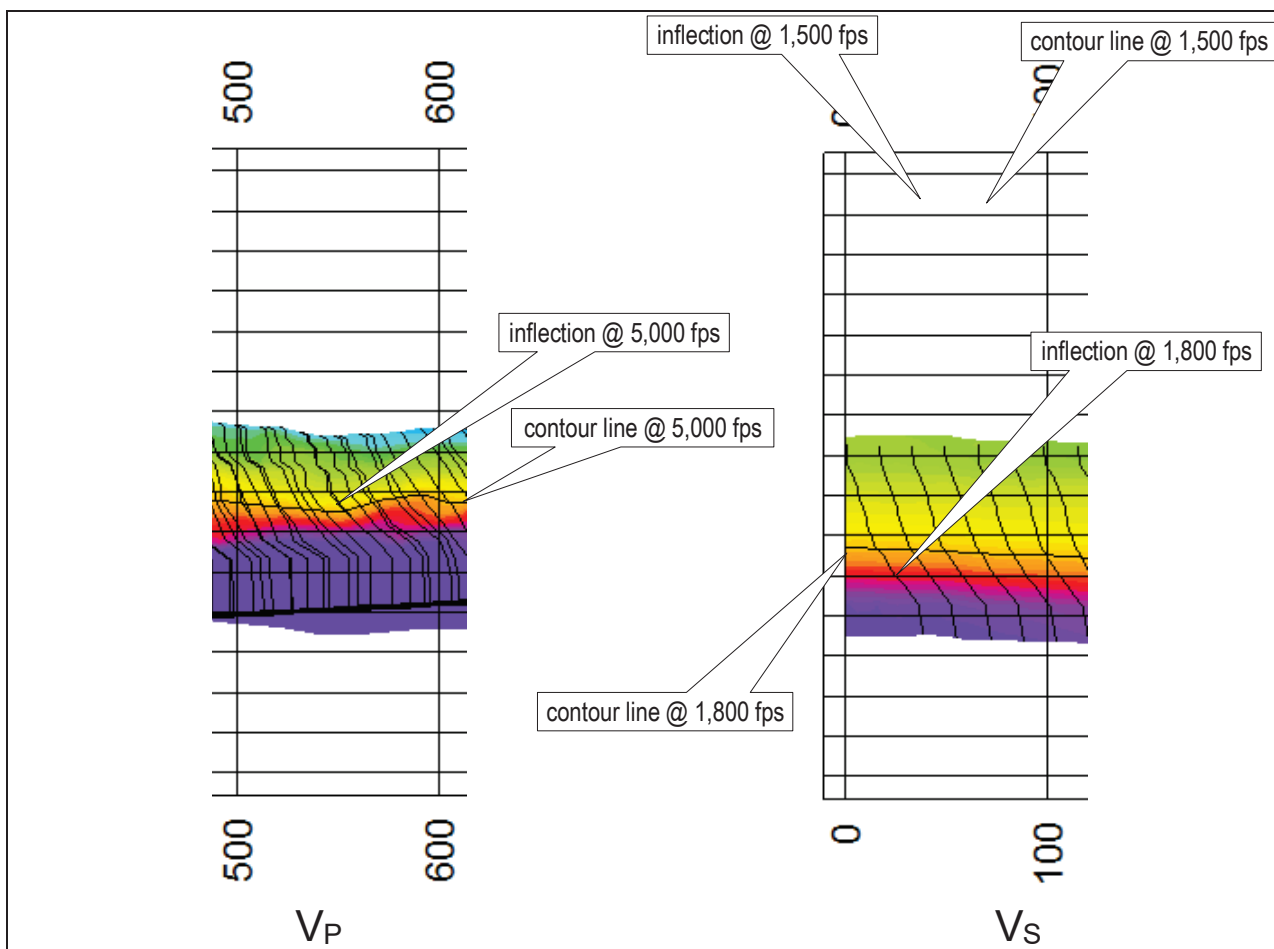 inflection @ 1,500 fps
contour line @ 1,500 fps
500
600
inflection @ 5,000 fps
inflection @ 1,800 fps
contour line @ 5,000 fps
contour line @ 1,800 fps
500
600
0
100
VP
VS